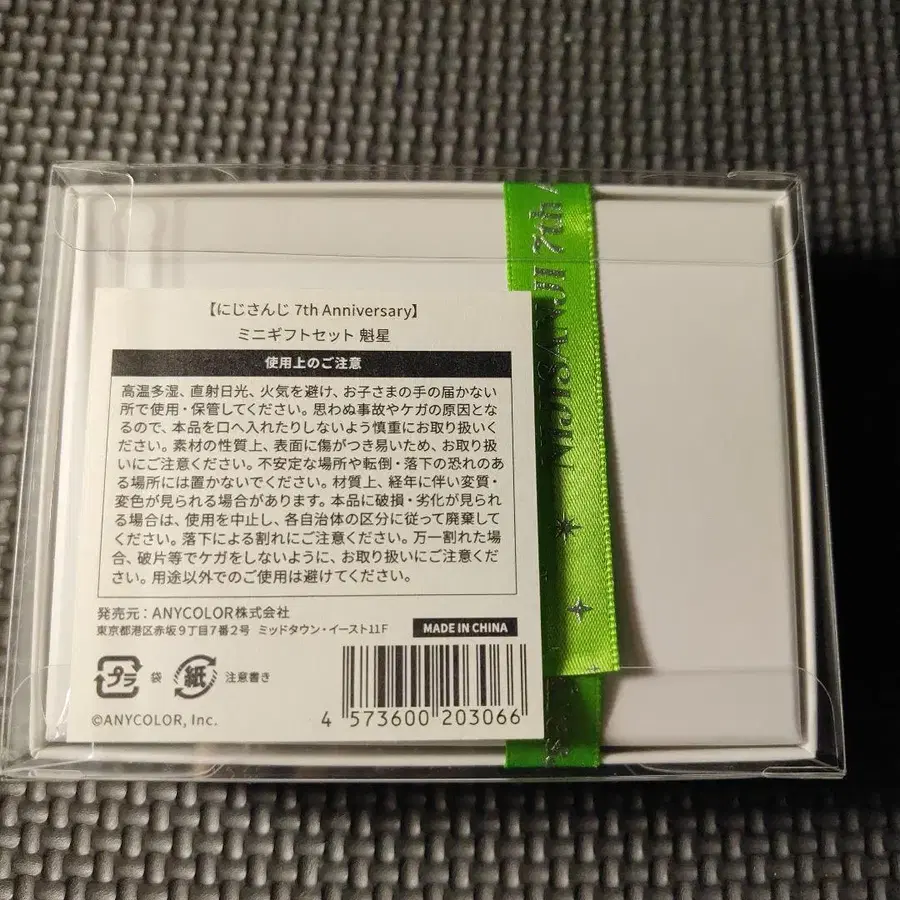 【にじさんじ 7th Anniversary】
ミニギフトセット 魁星
使用上のご注意
高温多湿、直射日光、火気を避け、お子さまの手の届かない
所で使用・保管してください。思わぬ事故やケガの原因とな
るので、本品を口へ入れたりしないよう慎重にお取り扱いく
ださい。素材の性質上、表面に傷がつき易いため、お取り扱
いにご注意ください。不安定な場所や転倒・落下の恐れのあ
る場所には置かないでください。材質上、経年に伴い変質・
変色が見られる場合があります。本品に破損・劣化が見られ
る場合は、使用を中止し、各自治体の区分に従って廃棄して
ください。落下による割れにご注意ください。万一割れた場
合、破片等でケガをしないように、お取り扱いにご注意くだ
さい。用途以外でのご使用は避けてください。
発売元：ANYCOLOR株式会社
東京都港区赤坂9丁目7番2号 ミッドタウン・イースト11F
MADE IN CHINA
プラ 袋 紙 注意書き
©ANYCOLOR, Inc.
4 573600 203066
NIJISANJI 7th